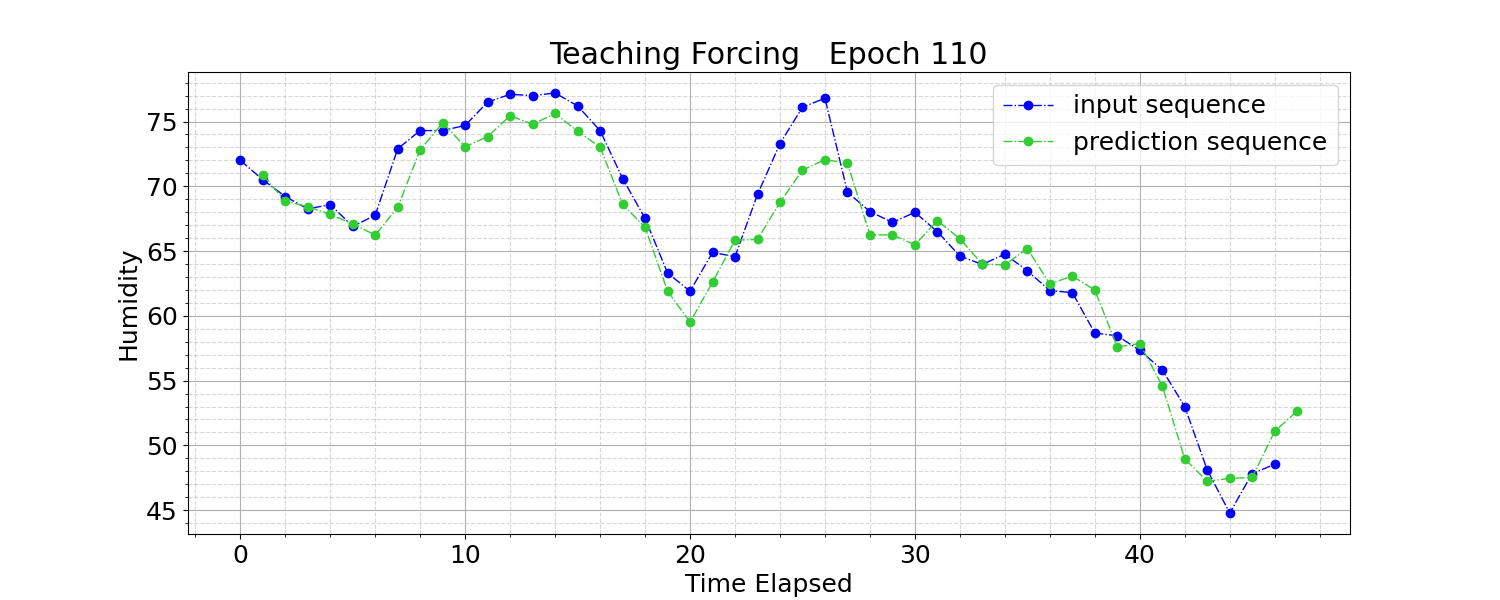 Teaching Forcing   Epoch 110
input sequence
prediction sequence
Humidity
75
70
65
60
55
50
45
0 10 20 30 40
Time Elapsed